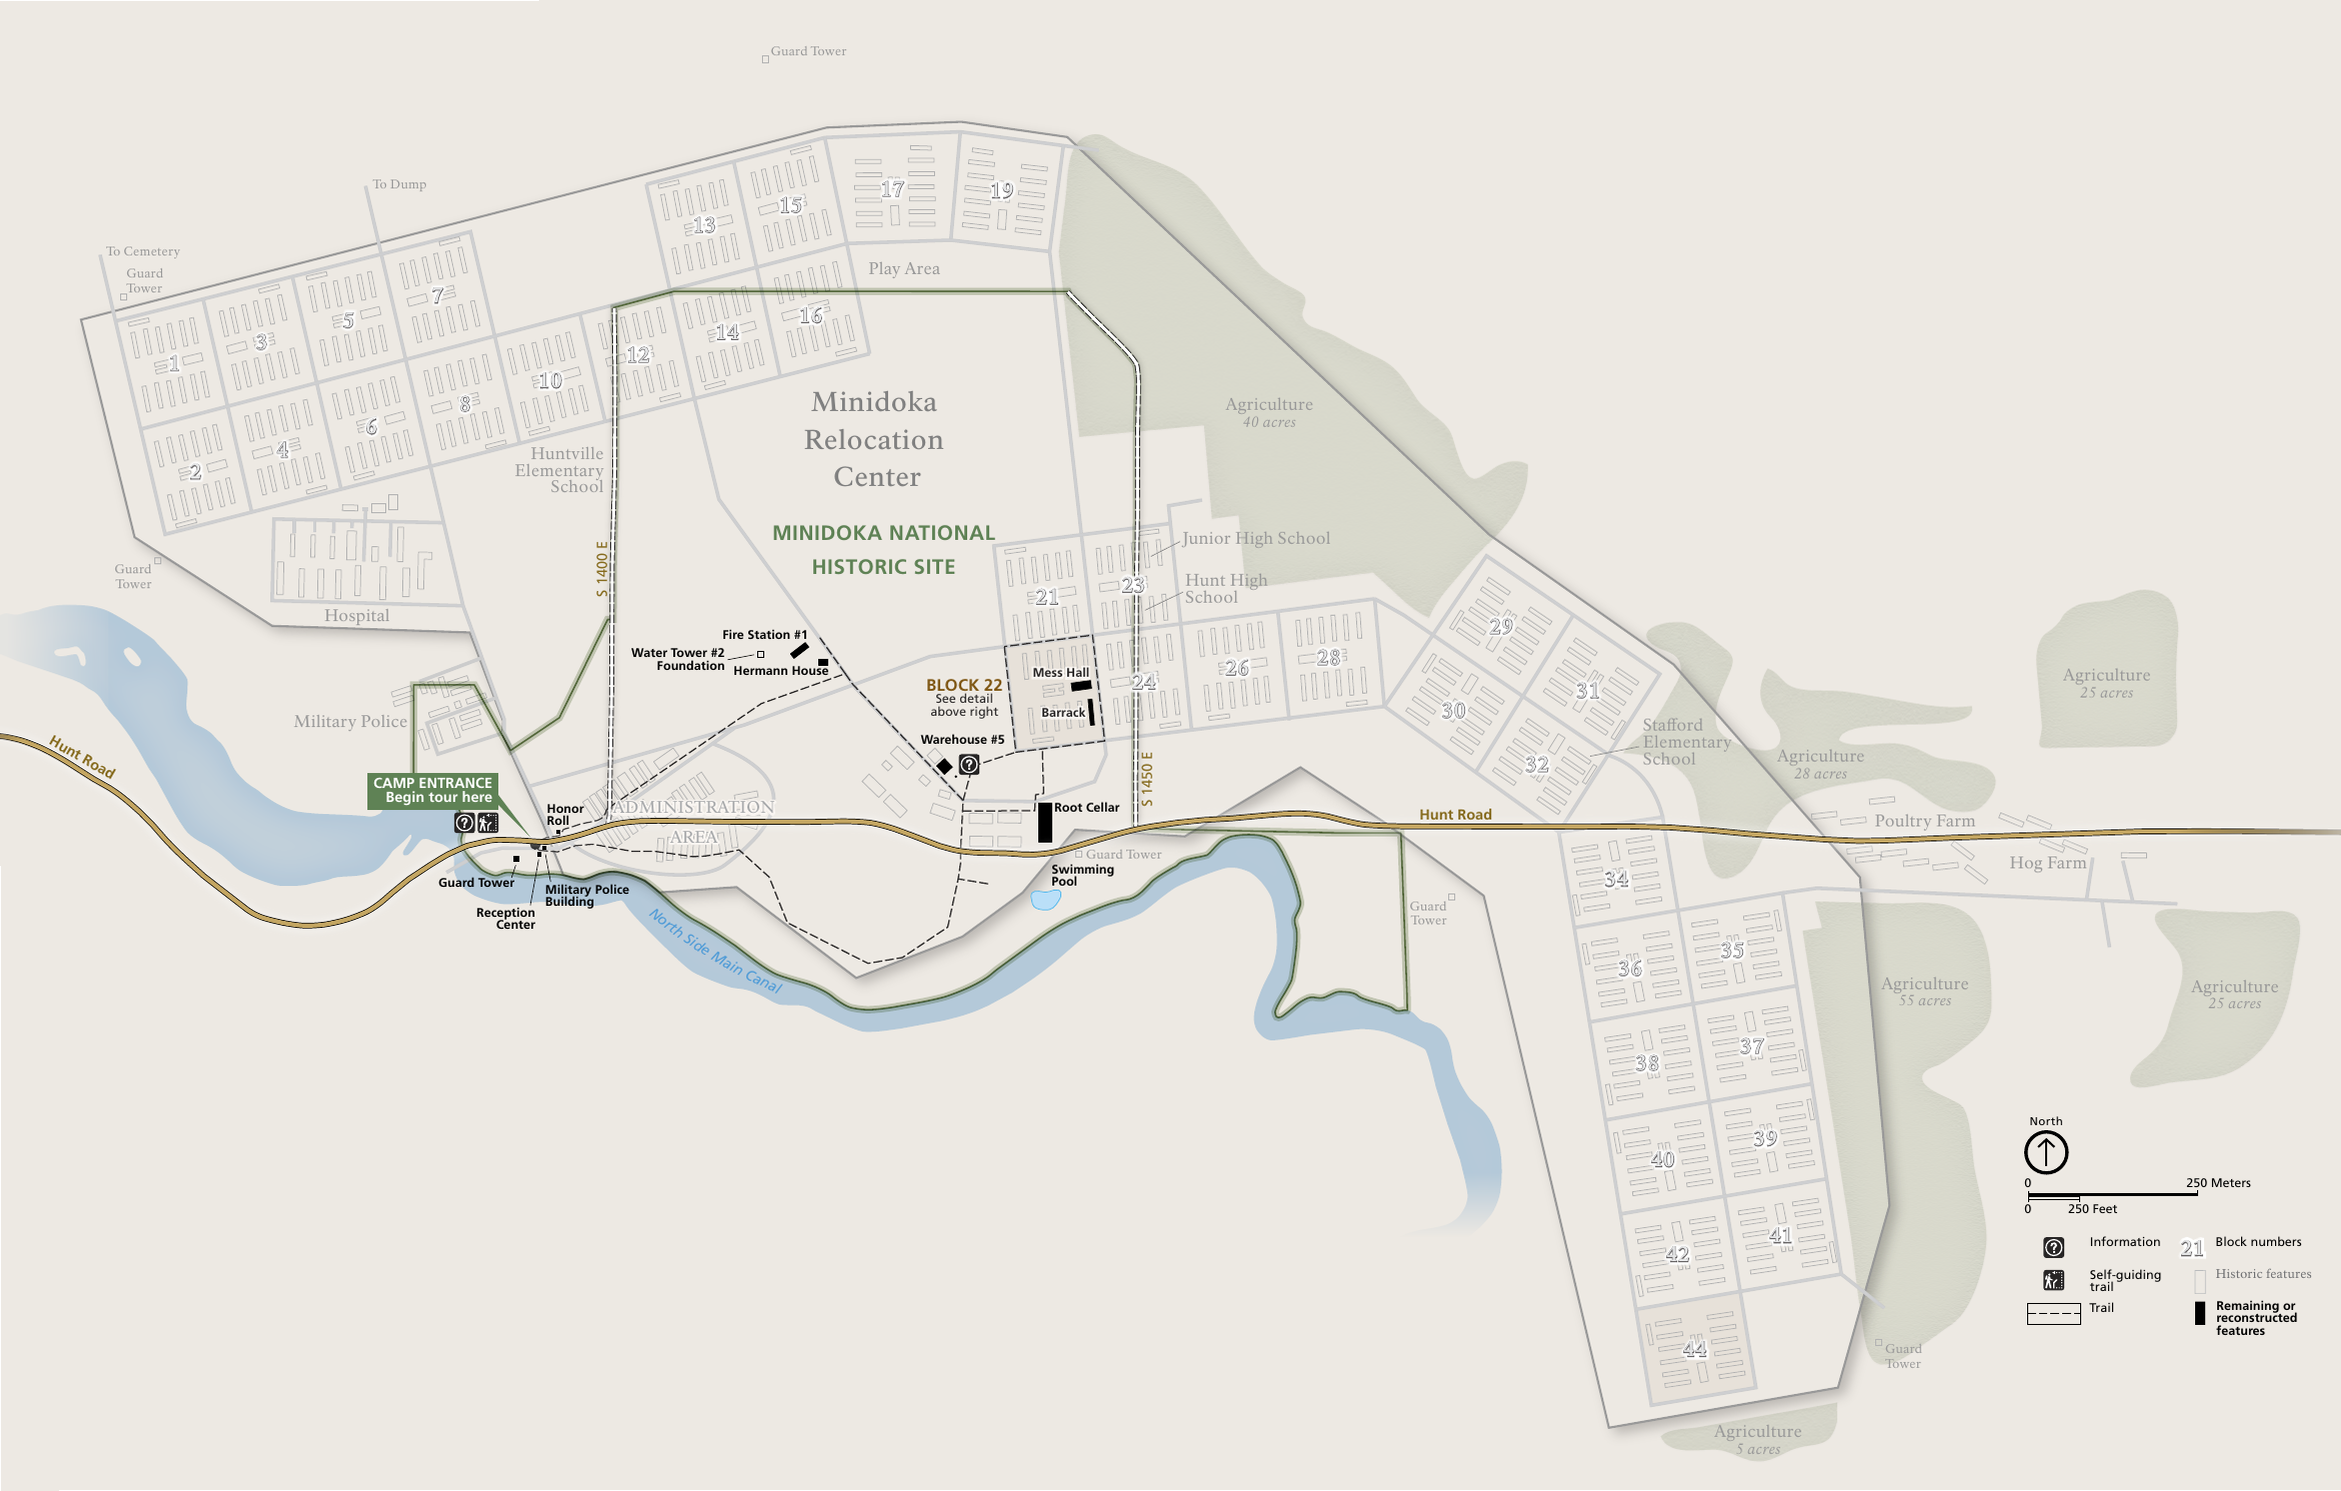 Guard Tower
To Dump
To Cemetery
Guard
Tower
13
15
17
19
Play Area
1
3
5
7
2
4
6
8
10
12
14
16
Huntville
Elementary
School
Minidoka
Relocation
Center
MINIDOKA NATIONAL
HISTORIC SITE
Agriculture
40 acres
Guard
Tower
Hospital
S 1400 E
Junior High School
Hunt High
School
21
23
24
26
28
29
30
31
32
Fire Station #1
Water Tower #2
Foundation
Hermann House
BLOCK 22
See detail
above right
Mess Hall
Barrack
Warehouse #5
Military Police
Hunt Road
CAMP ENTRANCE
Begin tour here
Honor
Roll
ADMINISTRATION
AREA
Root Cellar
S 1450 E
Hunt Road
Stafford
Elementary
School
Agriculture
25 acres
Agriculture
28 acres
Poultry Farm
Hog Farm
Guard Tower
Swimming
Pool
Guard Tower
Military Police
Building
Reception
Center
North Side Main Canal
Guard
Tower
34
36
35
38
37
40
39
42
41
44
Agriculture
55 acres
Agriculture
25 acres
Guard
Tower
Agriculture
5 acres
North
0
250 Meters
0
250 Feet
Information
21
Block numbers
Self-guiding
trail
Historic features
Trail
Remaining or
reconstructed
features